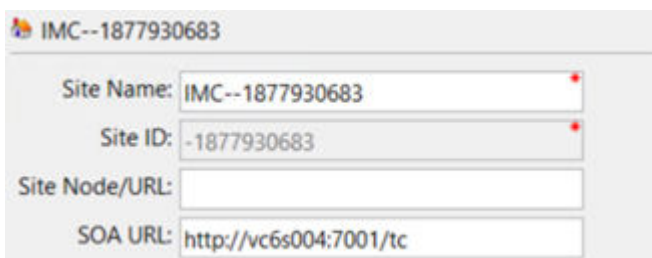 IMC--1877930683
Site Name: IMC--1877930683
Site ID: -1877930683
Site Node/URL:
SOA URL: http://vc6s004:7001/tc